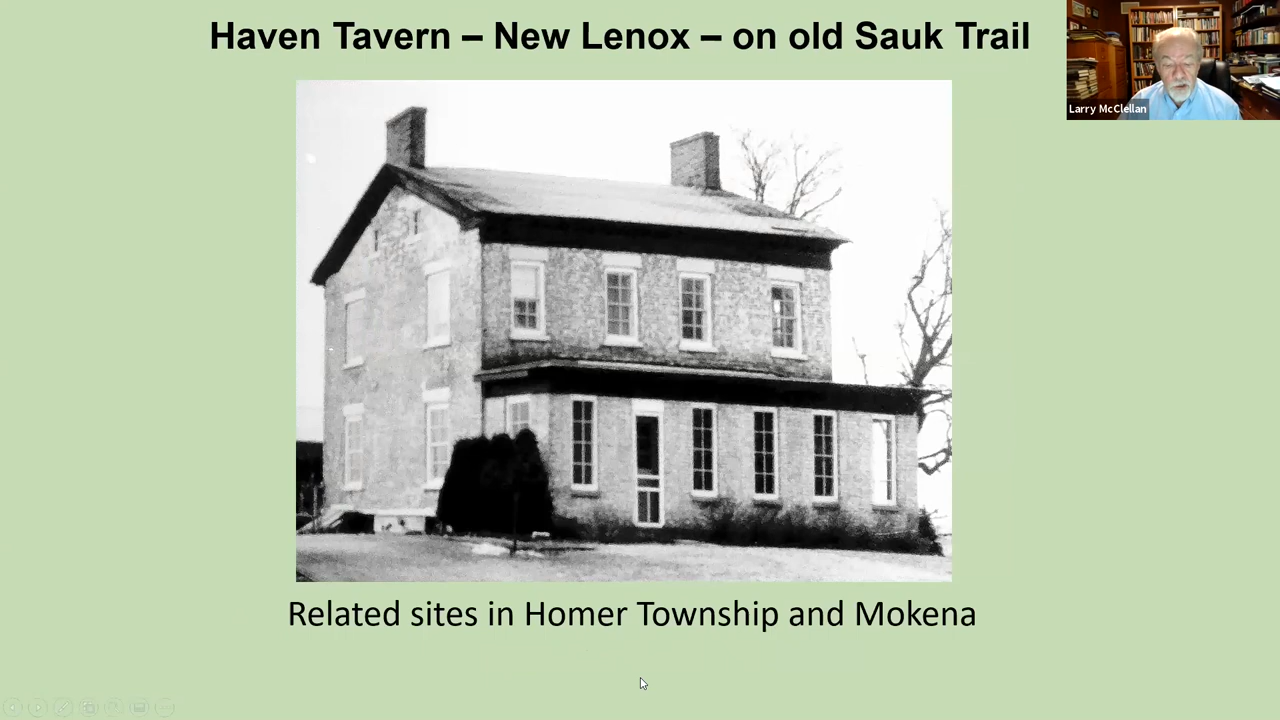 Haven Tavern – New Lenox – on old Sauk Trail
Larry McClellan
Related sites in Homer Township and Mokena